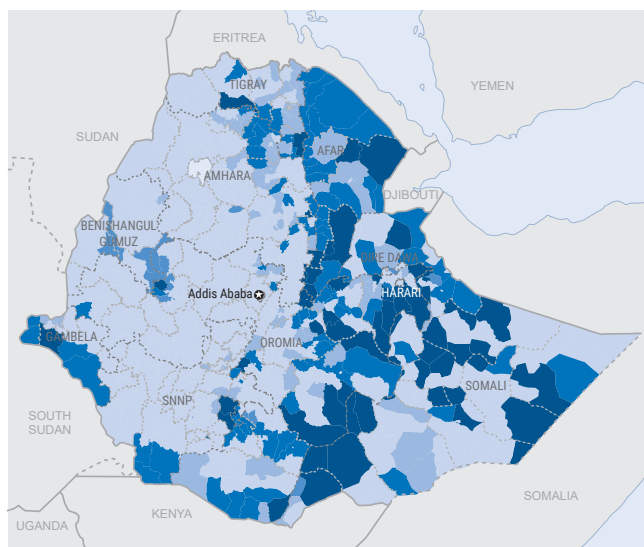 ERITREA
TIGRAY
YEMEN
SUDAN
AFAR
AMHARA
DJIBOUTI
BENISHANGUL
GUMUZ
DIRE DAWA
Addis Ababa
HARARI
GAMBELA
OROMIA
SOMALI
SNNP
SOUTH
SUDAN
SOMALIA
KENYA
UGANDA